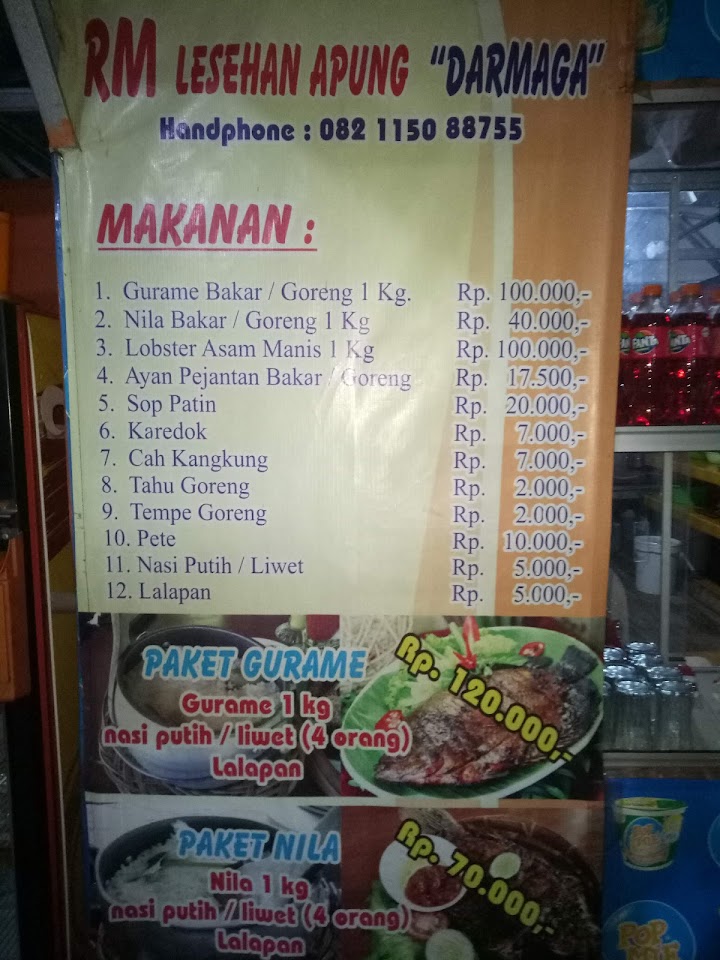 RM LESEHAN APUNG "DARMAGA"
Handphone : 082 1150 88755
MAKANAN :
1. Gurame Bakar / Goreng 1 Kg. Rp. 100.000,-
2. Nila Bakar / Goreng 1 Kg Rp. 40.000,-
3. Lobster Asam Manis 1 Kg Rp. 100.000,-
4. Ayan Pejantan Bakar / Goreng Rp. 17.500,-
5. Sop Patin Rp. 20.000,-
6. Karedok Rp. 7.000,-
7. Cah Kangkung Rp. 7.000,-
8. Tahu Goreng Rp. 2.000,-
9. Tempe Goreng Rp. 2.000,-
10. Pete Rp. 10.000,-
11. Nasi Putih / Liwet Rp. 5.000,-
12. Lalapan Rp. 5.000,-
PAKET GURAME
Gurame 1 kg
nasi putih / liwet (4 orang)
Lalapan
Rp. 120.000,-
PAKET NILA
Nila 1 kg
nasi putih / liwet (4 orang)
Lalapan
Rp. 70.000,-
FANTA
FANTA
POP